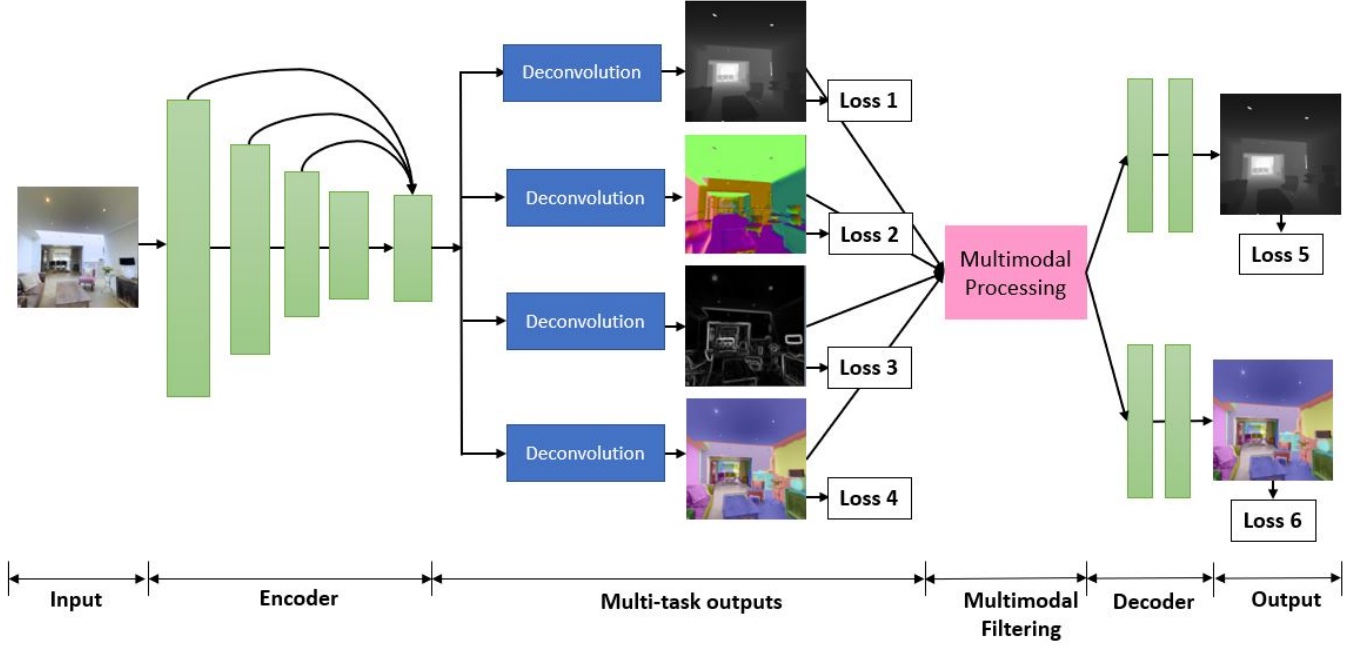 Deconvolution
Loss 1
Deconvolution
Loss 2
Deconvolution
Loss 3
Deconvolution
Loss 4
Multimodal
Processing
Loss 5
Loss 6
Input
Encoder
Multi-task outputs
Multimodal
Filtering
Decoder
Output